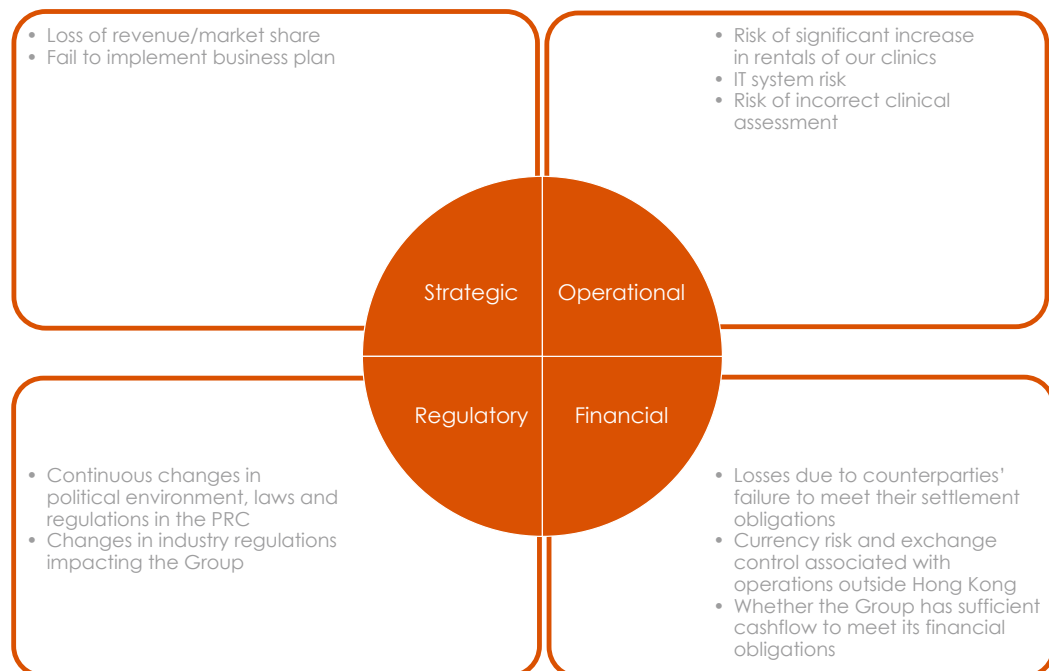 • Loss of revenue/market share
• Fail to implement business plan
• Risk of significant increase
in rentals of our clinics
• IT system risk
• Risk of incorrect clinical
assessment
Strategic
Operational
Regulatory
Financial
• Continuous changes in
political environment, laws and
regulations in the PRC
• Changes in industry regulations
impacting the Group
• Losses due to counterparties’
failure to meet their settlement
obligations
• Currency risk and exchange
control associated with
operations outside Hong Kong
• Whether the Group has sufficient
cashflow to meet its financial
obligations